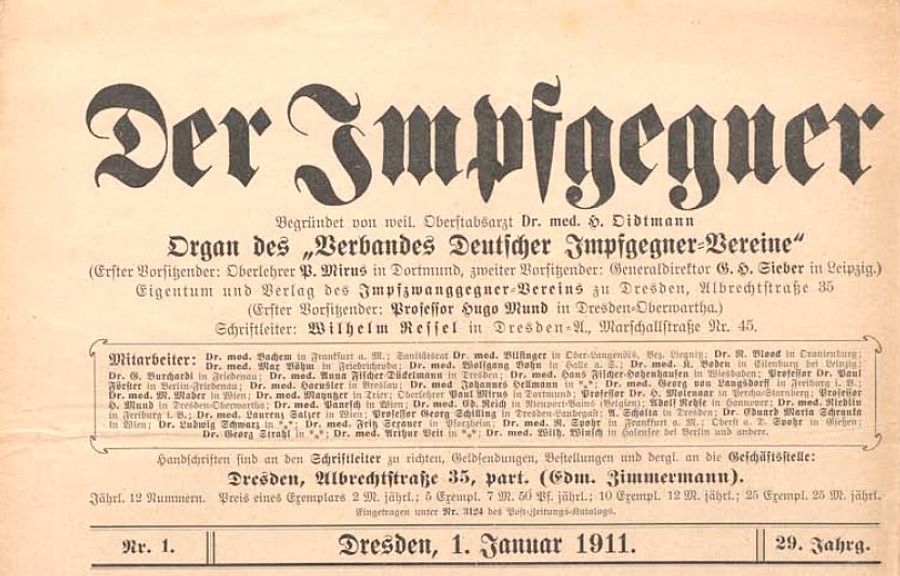 Der Impfgegner
Begründet von weil. Oberstabsarzt Dr. med. H. Oidtmann
Organ des „Verbandes Deutscher Impfgegner-Vereine“
(Erster Vorsitzender: Oberlehrer P. Mirus in Dortmund, zweiter Vorsitzender: Generaldirektor G. H. Sieber in Leipzig.)
Eigentum und Verlag des Impfzwanggegner-Vereins zu Dresden, Albrechtstraße 35
(Erster Vorsitzender: Professor Hugo Mund in Dresden-Oberwartha.)
Schriftleiter: Wilhelm Ressel in Dresden-A., Marschallstraße Nr. 45.
Mitarbeiter: Dr. med. Bachem in Frankfurt a. M.; Sanitätsrat Dr. med. Bilfinger in Ober-Langensils, Bez. Liegnitz; Dr. R. Bloock in Oranienburg;
Dr. med. Max Böhm in Friedrichroda; Dr. med. Wolfgang Bohn in Halle a. S.; Dr. med. K. Boden in Eilenburg bei Leipzig;
Dr. G. Burchardi in Friedenau; Dr. med. Anna Fischer-Dückelmann in Dresden; Dr. med. Hans Fischer-Hohenhausen in Wiesbaden; Professor Dr. Paul
Förster in Berlin-Friedenau; Dr. med. Haeusler in Breslau; Dr. med Johannes Hellmann in *₊*; Dr. med. Georg von Langsdorff in Freiburg i. B.;
Dr. med. M. Mader in Wien; Dr. med. Maynzer in Trier; Oberlehrer Paul Mirus in Dortmund; Professor Dr. H. Molenaar in Percha-Starnberg; Professor
H. Mund in Dresden-Oberwartha; Dr. med. Panesch in Wien; Dr. med. Ed. Reich in Nieuport-Bains (Belgien); Adolf Rohse in Hannover; Dr. med. Riedlin
in Freiburg i. B.; Dr. med. Laurenz Salzer in Wien; Professor Georg Schilling in Dresden-Laubegast; A. Scholta in Dresden; Dr. Eduard Maria Schranka
in Wien; Dr. Ludwig Schwarz in *₊*; Dr. med. Fritz Scraner in Pforzheim; Dr. med. R. Spohr in Frankfurt a. M.; Oberst a. D. Spohr in Gießen;
Dr. Georg Strahl in *₊*; Dr. med. Arthur Veit in *₊*; Dr. med. Wilh. Winsch in Halensee bei Berlin und andere.
Handschriften sind an den Schriftleiter zu richten, Geldsendungen, Bestellungen und dergl. an die Geschäftsstelle:
Dresden, Albrechtstraße 35, part. (Edm. Zimmermann).
Jährl. 12 Nummern. Preis eines Exemplars 2 M. jährl.; 5 Exempl. 7 M. 50 Pf. jährl.; 10 Exempl. 12 M. jährl.; 25 Exempl. 25 M. jährl.
Eingetragen unter Nr. 3124 des Post-Zeitungs-Katalogs.
Nr. 1. Dresden, 1. Januar 1911. 29. Jahrg.